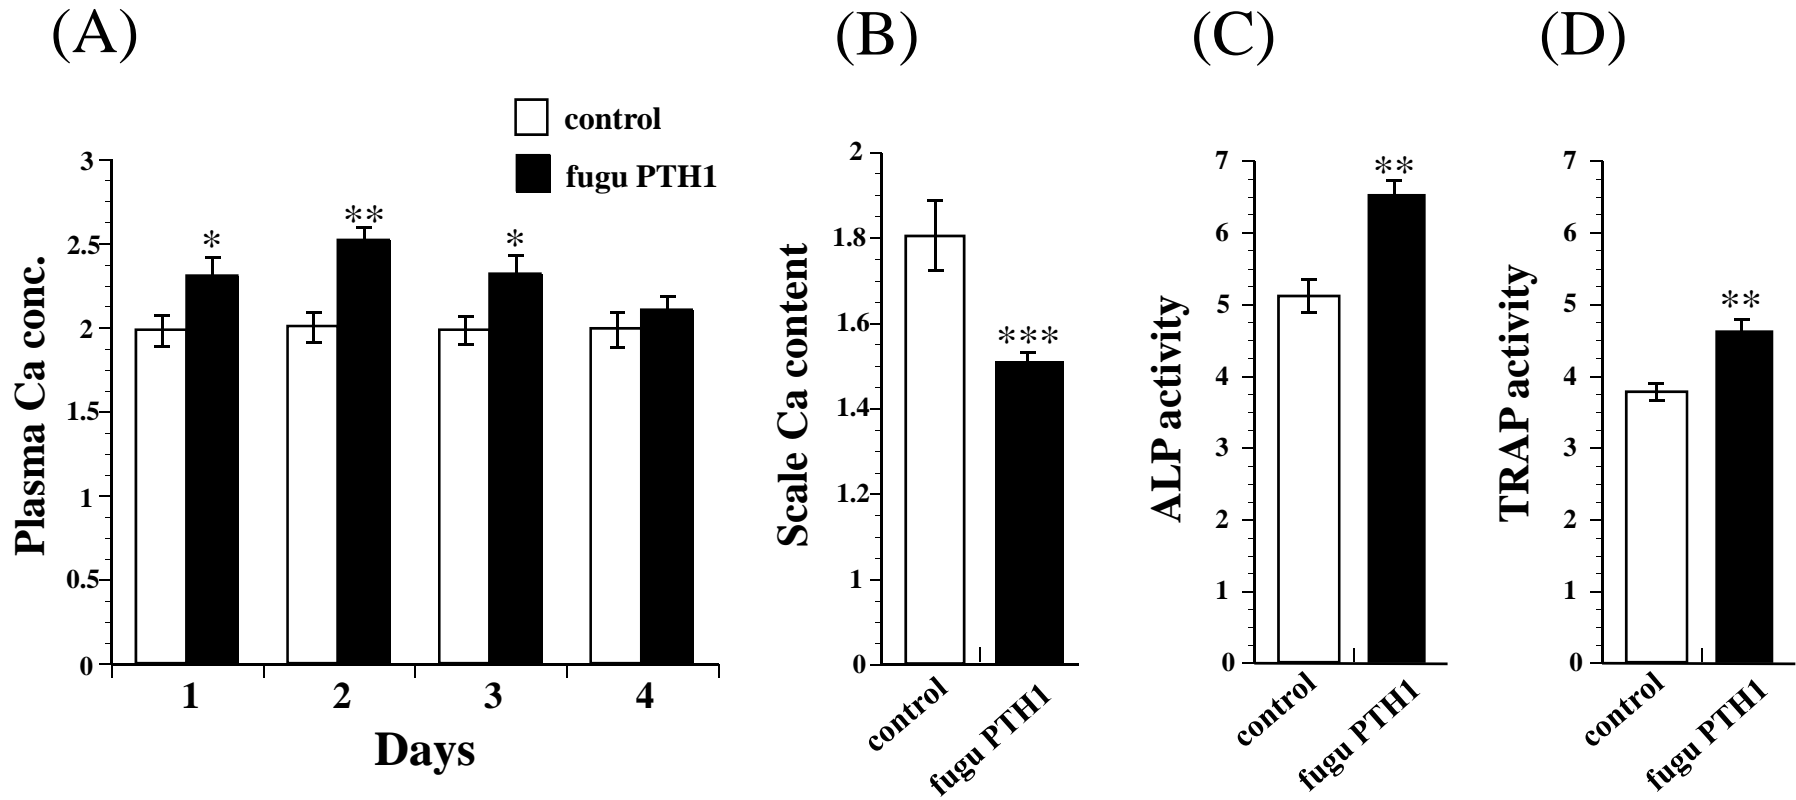 (A)
control
fugu PTH1
Plasma Ca conc.
3
2.5
2
1.5
1
0.5
0
*
**
*
1
2
3
4
Days
(B)
Scale Ca content
2
1.8
1.6
1.4
1.2
1
0
***
control
fugu PTH1
(C)
ALP activity
7
6
5
4
3
2
1
0
**
control
fugu PTH1
(D)
TRAP activity
7
6
5
4
3
2
1
0
**
control
fugu PTH1